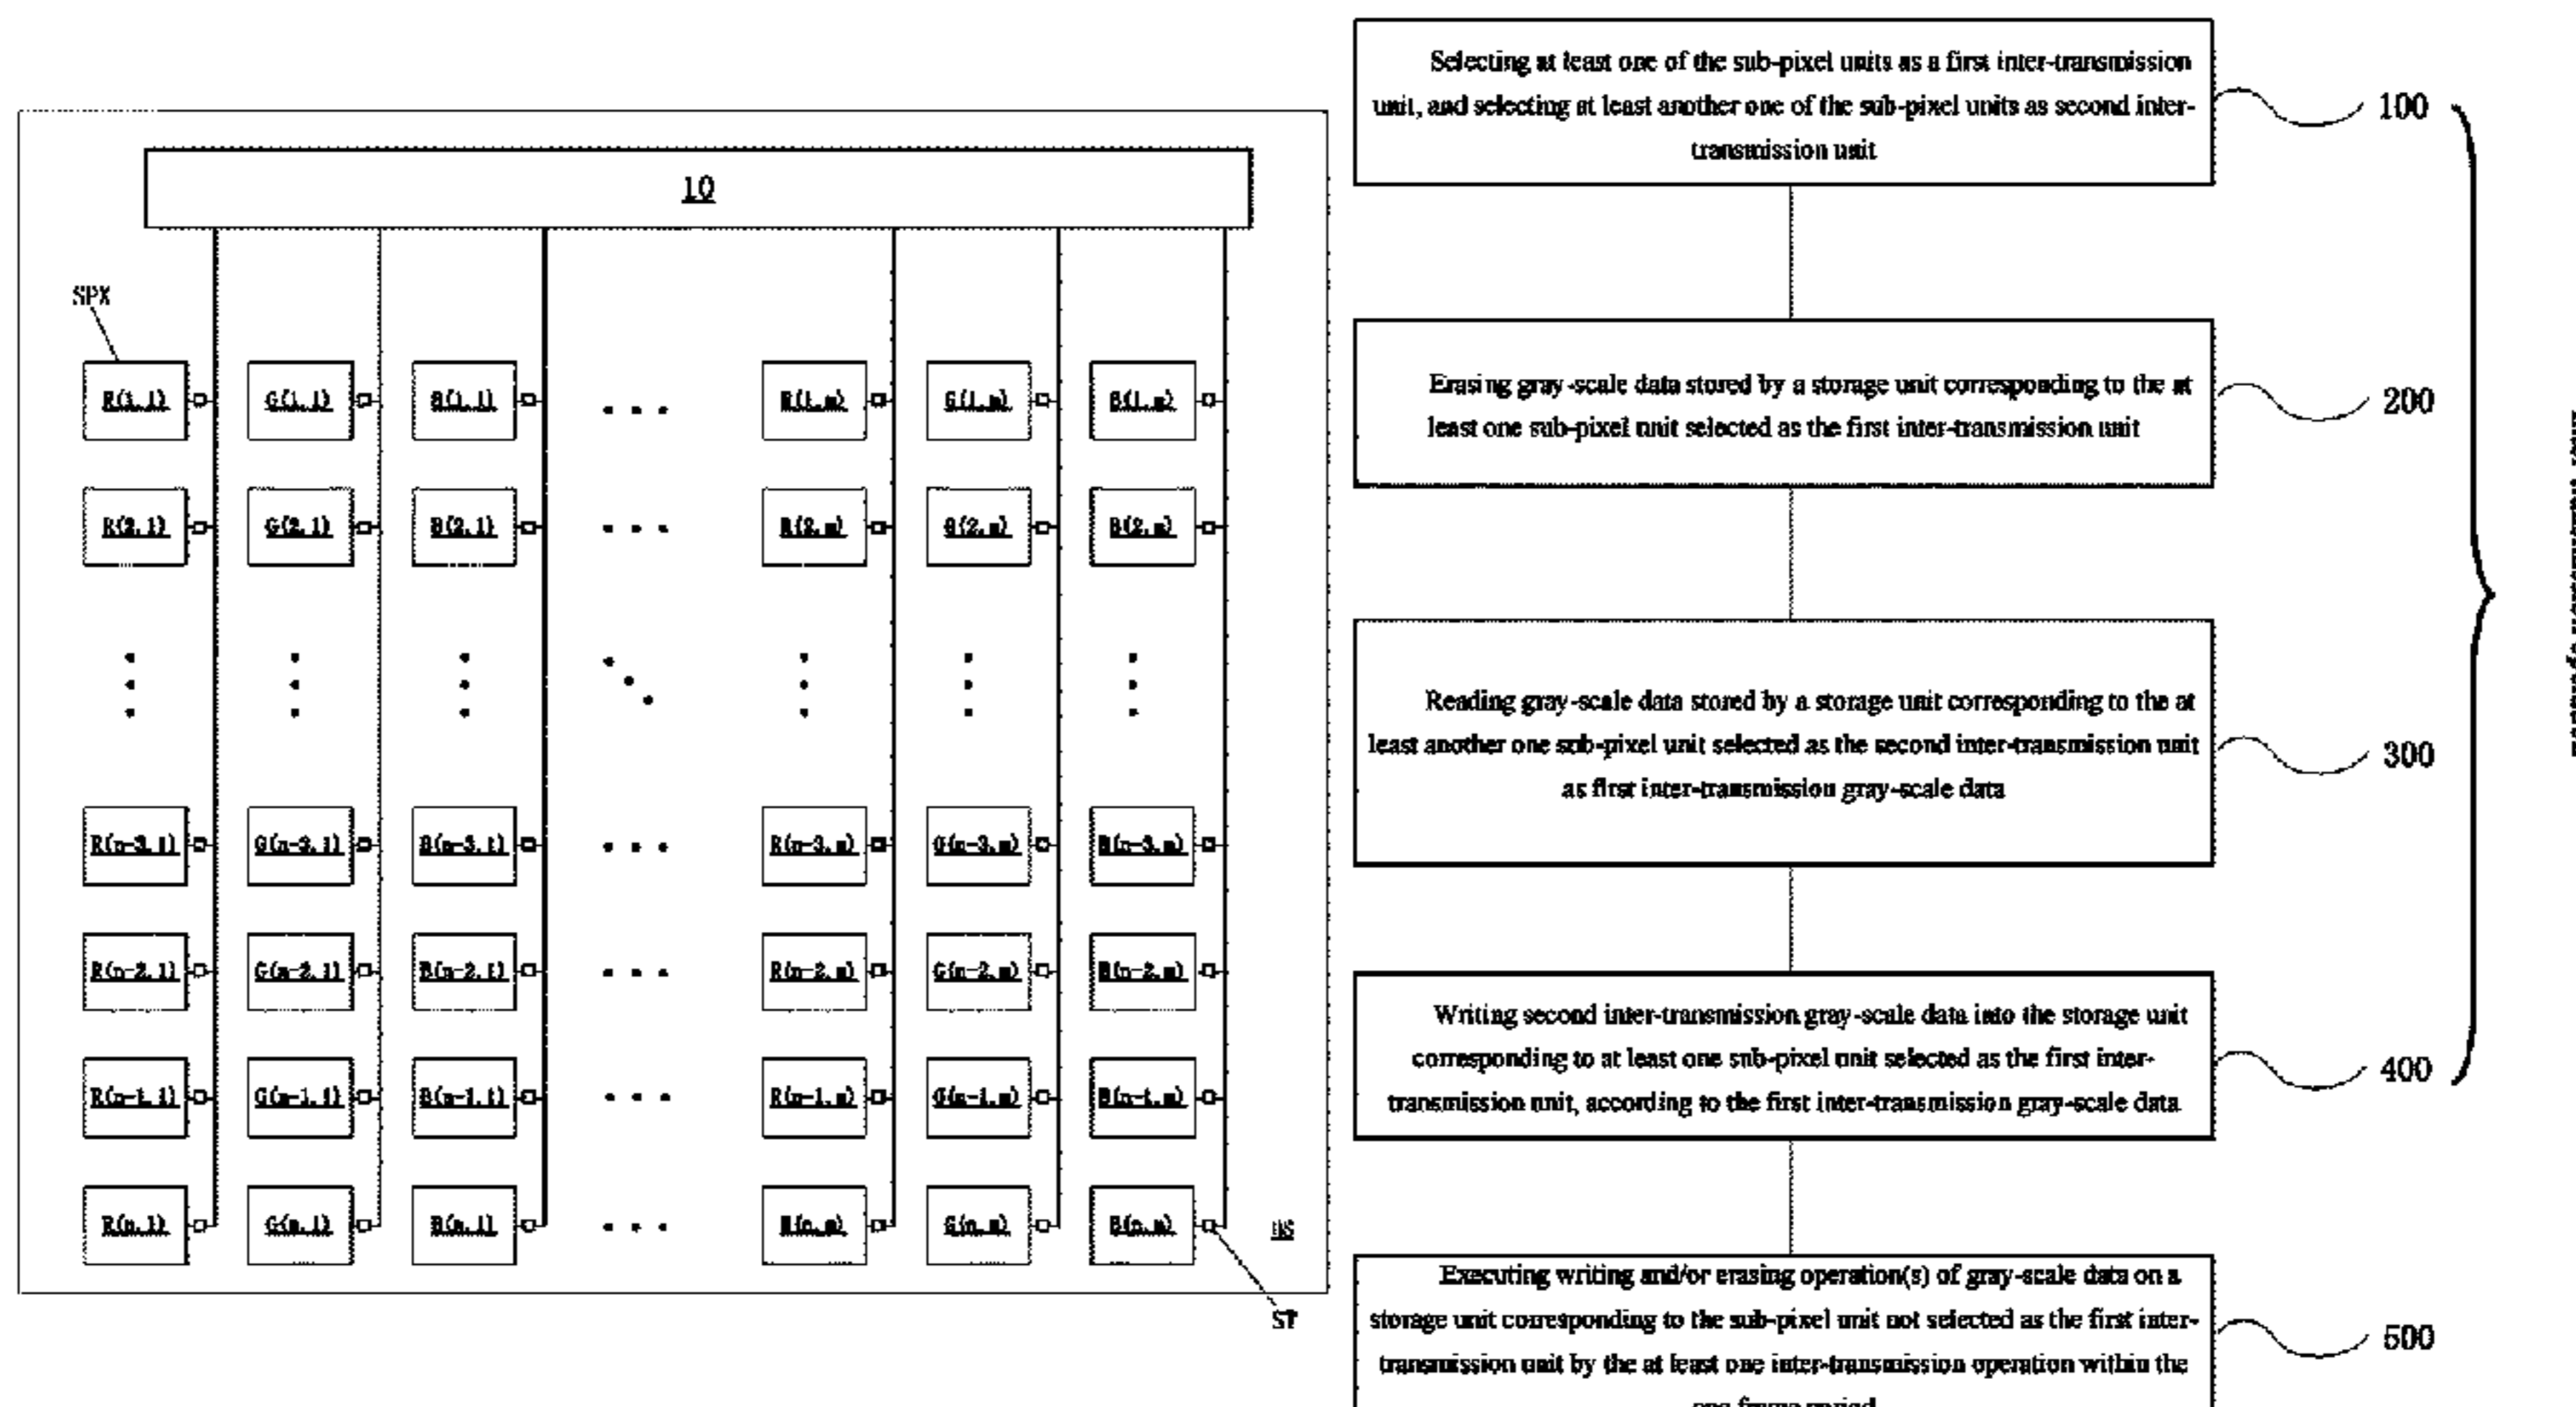 10
SPX
R(1,1) G(1,1) B(1,1) R(1,m) G(1,m) B(1,m)
R(2,1) G(2,1) B(2,1) R(2,m) G(2,m) B(2,m)
R(n-3,1) G(n-3,1) B(n-3,1) R(n-3,m) G(n-3,m) B(n-3,m)
R(n-2,1) G(n-2,1) B(n-2,1) R(n-2,m) G(n-2,m) B(n-2,m)
R(n-1,1) G(n-1,1) B(n-1,1) R(n-1,m) G(n-1,m) B(n-1,m)
R(n,1) G(n,1) B(n,1) R(n,m) G(n,m) B(n,m)
ST
Selecting at least one of the sub-pixel units as a first inter-transmission
unit, and selecting at least another one of the sub-pixel units as second inter-
transmission unit
100
Erasing gray-scale data stored by a storage unit corresponding to the at
least one sub-pixel unit selected as the first inter-transmission unit
200
Reading gray-scale data stored by a storage unit corresponding to the at
least another one sub-pixel unit selected as the second inter-transmission unit
as first inter-transmission gray-scale data
300
Writing second inter-transmission gray-scale data into the storage unit
corresponding to at least one sub-pixel unit selected as the first inter-
transmission unit, according to the first inter-transmission gray-scale data
400
Executing writing and/or erasing operation(s) of gray-scale data on a
storage unit corresponding to the sub-pixel unit not selected as the first inter-
transmission unit by the at least one inter-transmission operation within the
one frame period
500